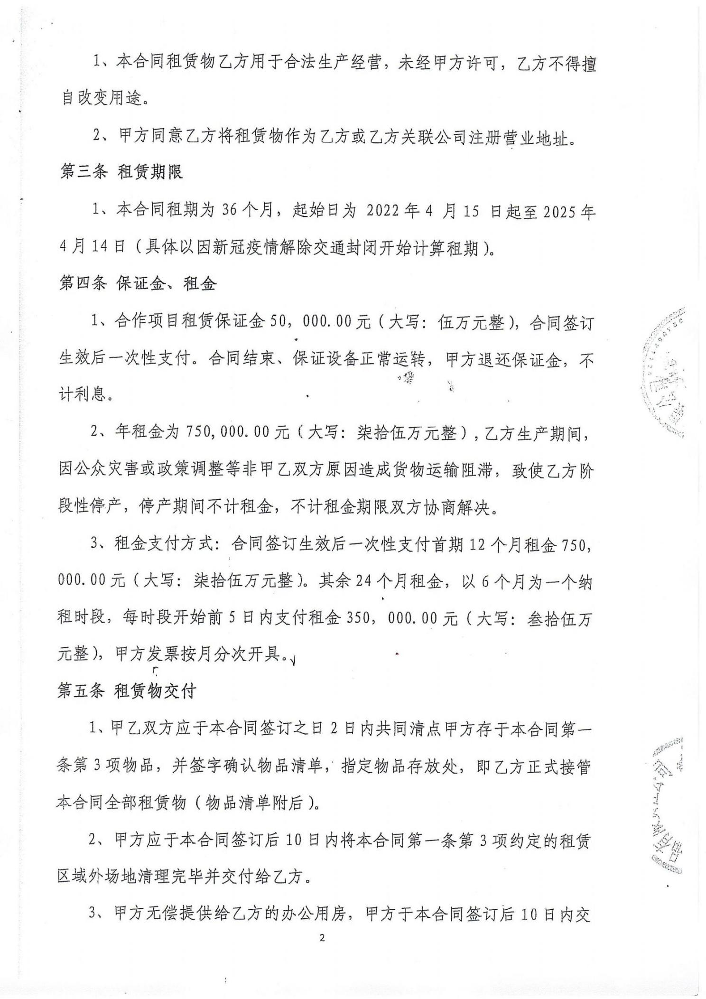 1、本合同租赁物乙方用于合法生产经营，未经甲方许可，乙方不得擅
自改变用途。
2、甲方同意乙方将租赁物作为乙方或乙方关联公司注册营业地址。
第三条 租赁期限
1、本合同租期为 36 个月，起始日为 2022 年 4 月 15 日起至 2025 年
4 月 14 日（具体以因新冠疫情解除交通封闭开始计算租期）。
第四条 保证金、租金
1、合作项目租赁保证金 50，000.00 元（大写：伍万元整），合同签订
生效后一次性支付。合同结束、保证设备正常运转，甲方退还保证金，不
计利息。
2、年租金为 750,000.00 元（大写：柒拾伍万元整）,乙方生产期间，
因公众灾害或政策调整等非甲乙双方原因造成货物运输阻滞，致使乙方阶
段性停产，停产期间不计租金，不计租金期限双方协商解决。
3、租金支付方式：合同签订生效后一次性支付首期 12 个月租金 750,
000.00 元（大写：柒拾伍万元整）。其余 24 个月租金，以 6 个月为一个纳
租时段，每时段开始前 5 日内支付租金 350，000.00 元（大写：叁拾伍万
元整），甲方发票按月分次开具。
第五条 租赁物交付
1、甲乙双方应于本合同签订之日 2 日内共同清点甲方存于本合同第一
条第 3 项物品，并签字确认物品清单，指定物品存放处，即乙方正式接管
本合同全部租赁物（物品清单附后）。
2、甲方应于本合同签订后 10 日内将本合同第一条第 3 项约定的租赁
区域外场地清理完毕并交付给乙方。
3、甲方无偿提供给乙方的办公用房，甲方于本合同签订后 10 日内交
2